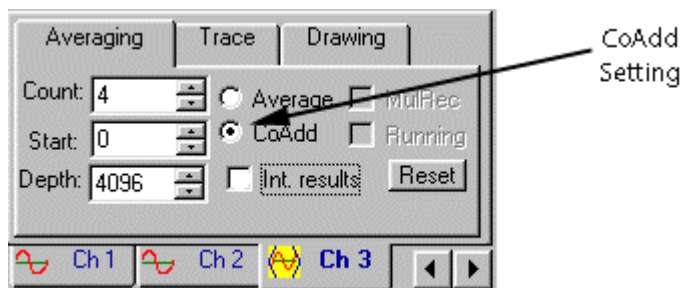 Averaging Trace Drawing
CoAdd
Setting
Count: 4 Average MulRec
Start: 0 CoAdd Running
Depth: 4096 Int. results Reset
Ch 1 Ch 2 Ch 3